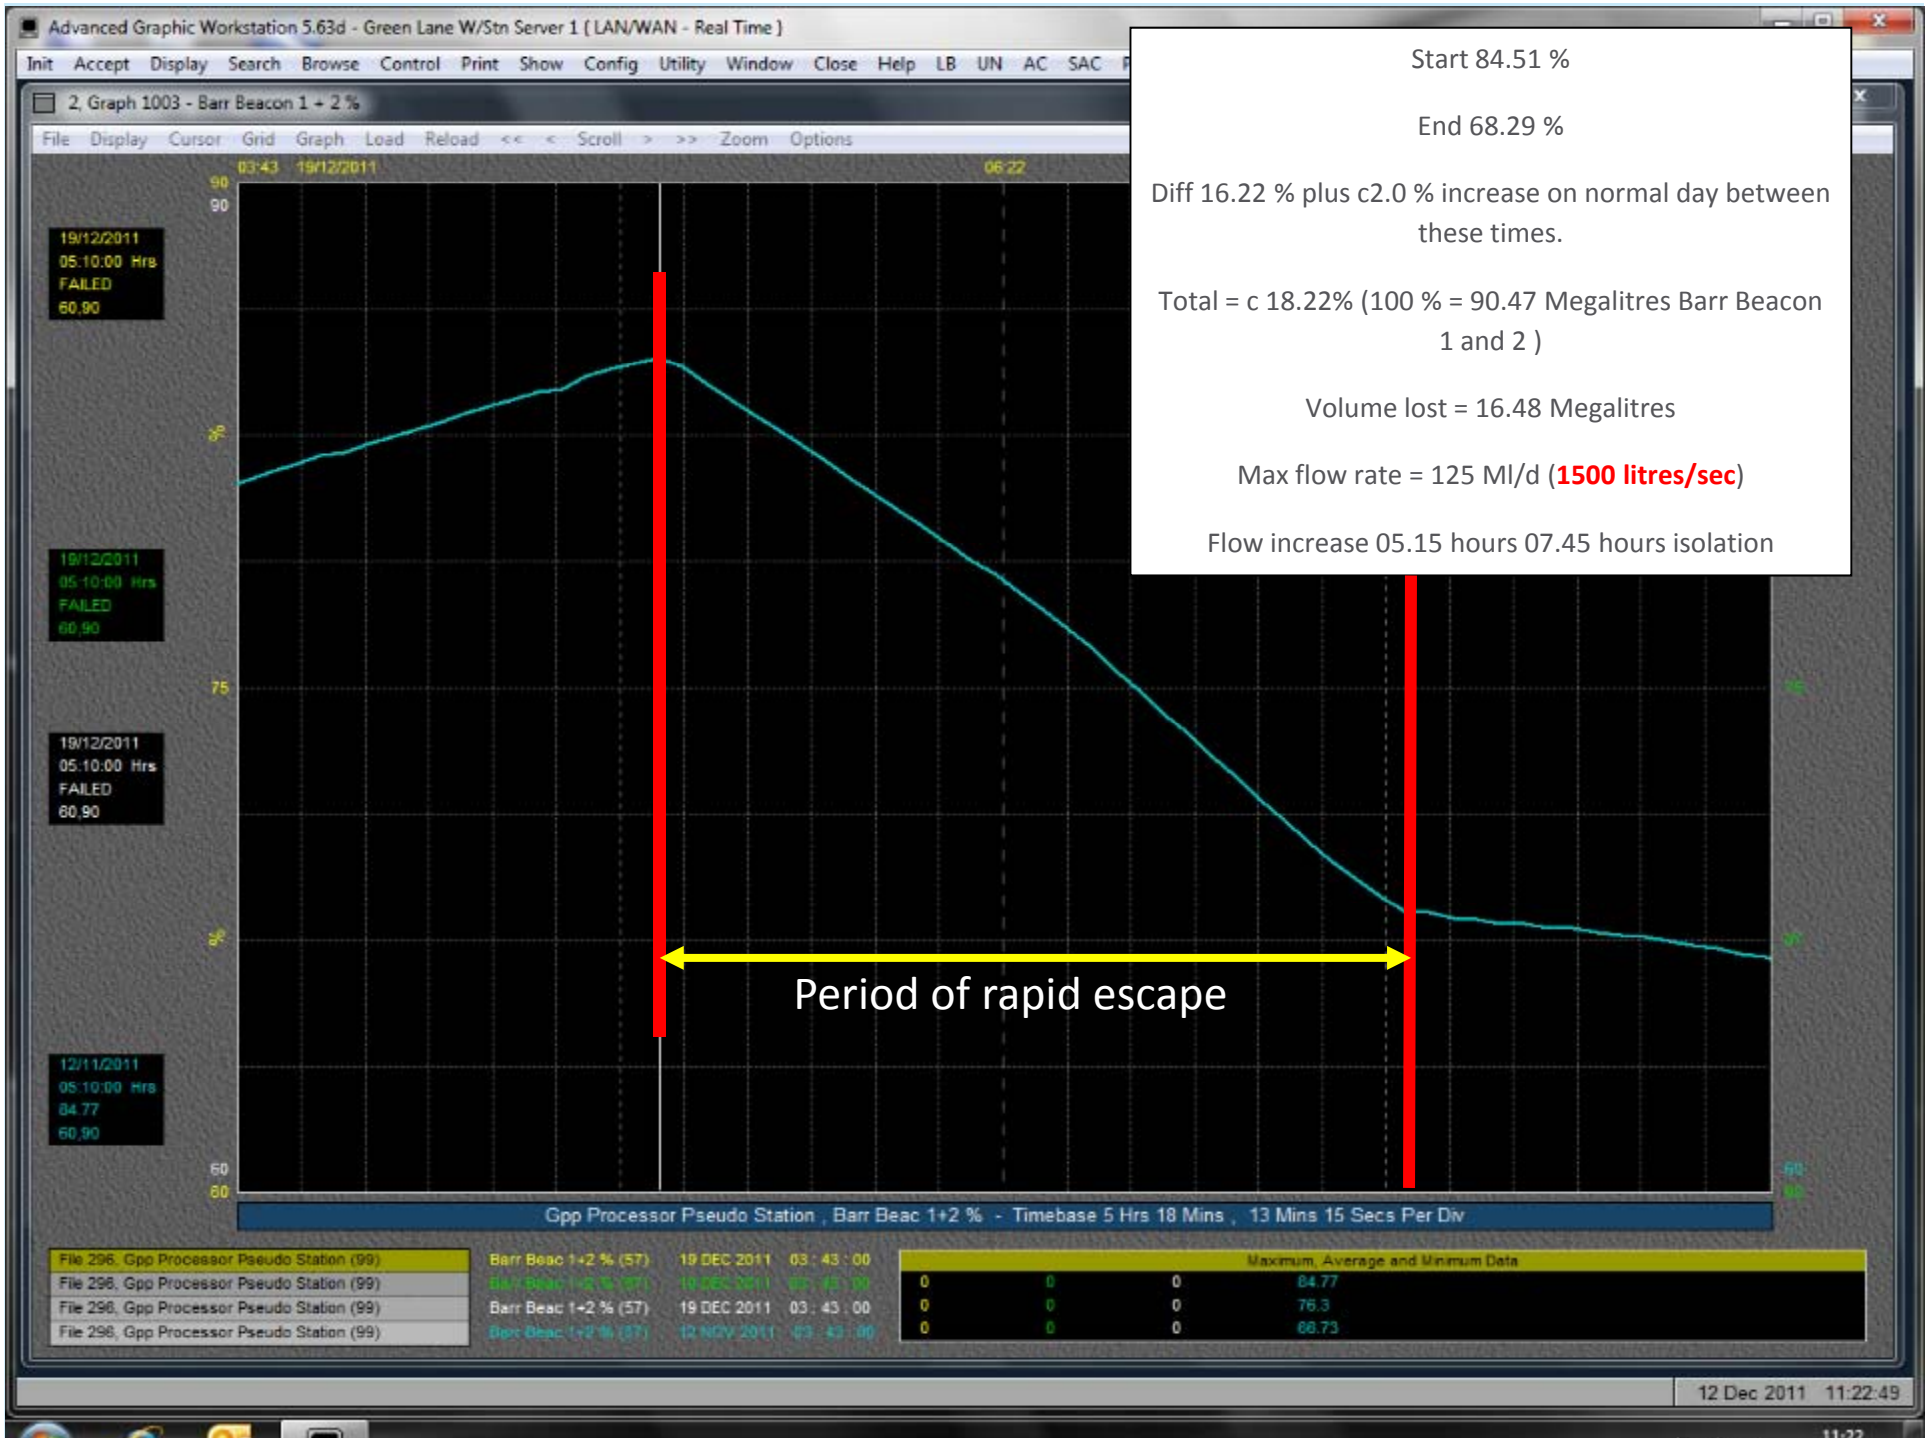 Advanced Graphic Workstation 5.63d - Green Lane W/Stn Server 1 ( LAN/WAN - Real Time )
Init Accept Display Search Browse Control Print Show Config Utility Window Close Help LB UN AC SAC
2, Graph 1003 - Barr Beacon 1 + 2 %
File Display Cursor Grid Graph Load Reload << < Scroll > >> Zoom Options
Start 84.51 %
End 68.29 %
Diff 16.22 % plus c2.0 % increase on normal day between
these times.
Total = c 18.22% (100 % = 90.47 Megalitres Barr Beacon
1 and 2 )
Volume lost = 16.48 Megalitres
Max flow rate = 125 Ml/d (1500 litres/sec)
Flow increase 05.15 hours 07.45 hours isolation
03:43 19/12/2011
06:22
90
90
19/12/2011
05:10:00 Hrs
FAILED
60,90
%
19/12/2011
05:10:00 Hrs
FAILED
60,90
75
75
19/12/2011
05:10:00 Hrs
FAILED
60,90
%
Period of rapid escape
12/11/2011
05:10:00 Hrs
84.77
60,90
60
60
60
Gpp Processor Pseudo Station , Barr Beac 1+2 % - Timebase 5 Hrs 18 Mins , 13 Mins 15 Secs Per Div
File 296, Gpp Processor Pseudo Station (99) Barr Beac 1+2 % (57) 19 DEC 2011 03 : 43 : 00 Maximum, Average and Minimum Data
File 296, Gpp Processor Pseudo Station (99) Barr Beac 1+2 % (57) 19 DEC 2011 03 : 43 : 00 0 0 0 84.77
File 296, Gpp Processor Pseudo Station (99) Barr Beac 1+2 % (57) 19 DEC 2011 03 : 43 : 00 0 0 0 76.3
File 296, Gpp Processor Pseudo Station (99) Barr Beac 1+2 % (57) 12 NOV 2011 03 : 43 : 00 0 0 0 66.73
12 Dec 2011 11:22:49
11:22